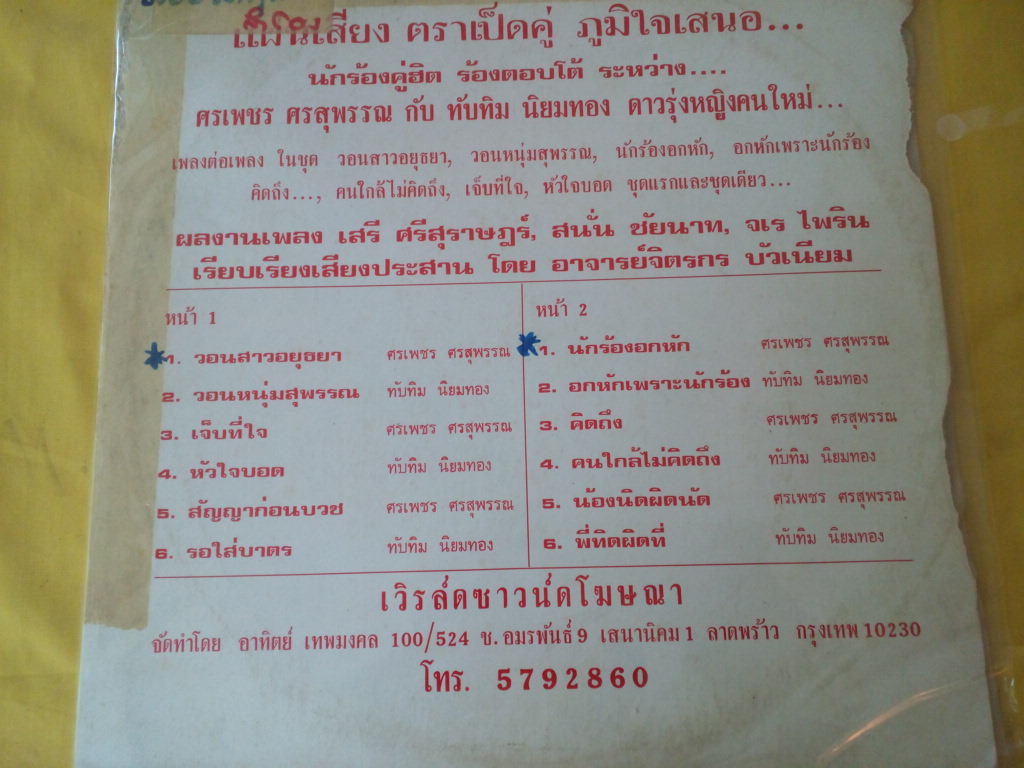 แผ่นเสียง ตราเป็ดคู่ ภูมิใจเสนอ...
นักร้องคู่ฮิต ร้องตอบโต้ ระหว่าง....
ศรเพชร ศรสุพรรณ กับ ทับทิม นิยมทอง ดาวรุ่งหญิงคนใหม่...
เพลงต่อเพลง ในชุด วอนสาวอยุธยา, วอนหนุ่มสุพรรณ, นักร้องอกหัก, อกหักเพราะนักร้อง
คิดถึง..., คนใกล้ไม่คิดถึง, เจ็บที่ใจ, หัวใจบอด ชุดแรกและชุดเดียว...
ผลงานเพลง เสรี ศรีสุราษฎร์, สนั่น ชัยนาท, จเร ไพริน
เรียบเรียงเสียงประสาน โดย อาจารย์จิตรกร บัวเนียม
หน้า 1
1. วอนสาวอยุธยา ศรเพชร ศรสุพรรณ
2. วอนหนุ่มสุพรรณ ทับทิม นิยมทอง
3. เจ็บที่ใจ ศรเพชร ศรสุพรรณ
4. หัวใจบอด ทับทิม นิยมทอง
5. สัญญาก่อนบวช ศรเพชร ศรสุพรรณ
6. รอใส่บาตร ทับทิม นิยมทอง
หน้า 2
1. นักร้องอกหัก ศรเพชร ศรสุพรรณ
2. อกหักเพราะนักร้อง ทับทิม นิยมทอง
3. คิดถึง ศรเพชร ศรสุพรรณ
4. คนใกล้ไม่คิดถึง ทับทิม นิยมทอง
5. น้องนิดผิดนัด ศรเพชร ศรสุพรรณ
6. พี่ทิดผิดที่ ทับทิม นิยมทอง
เวิรล์ดซาวน์ดโฆษณา
จัดทำโดย อาทิตย์ เทพมงคล 100/524 ซ.อมรพันธ์ 9 เสนานิคม 1 ลาดพร้าว กรุงเทพ 10230
โทร. 5792860